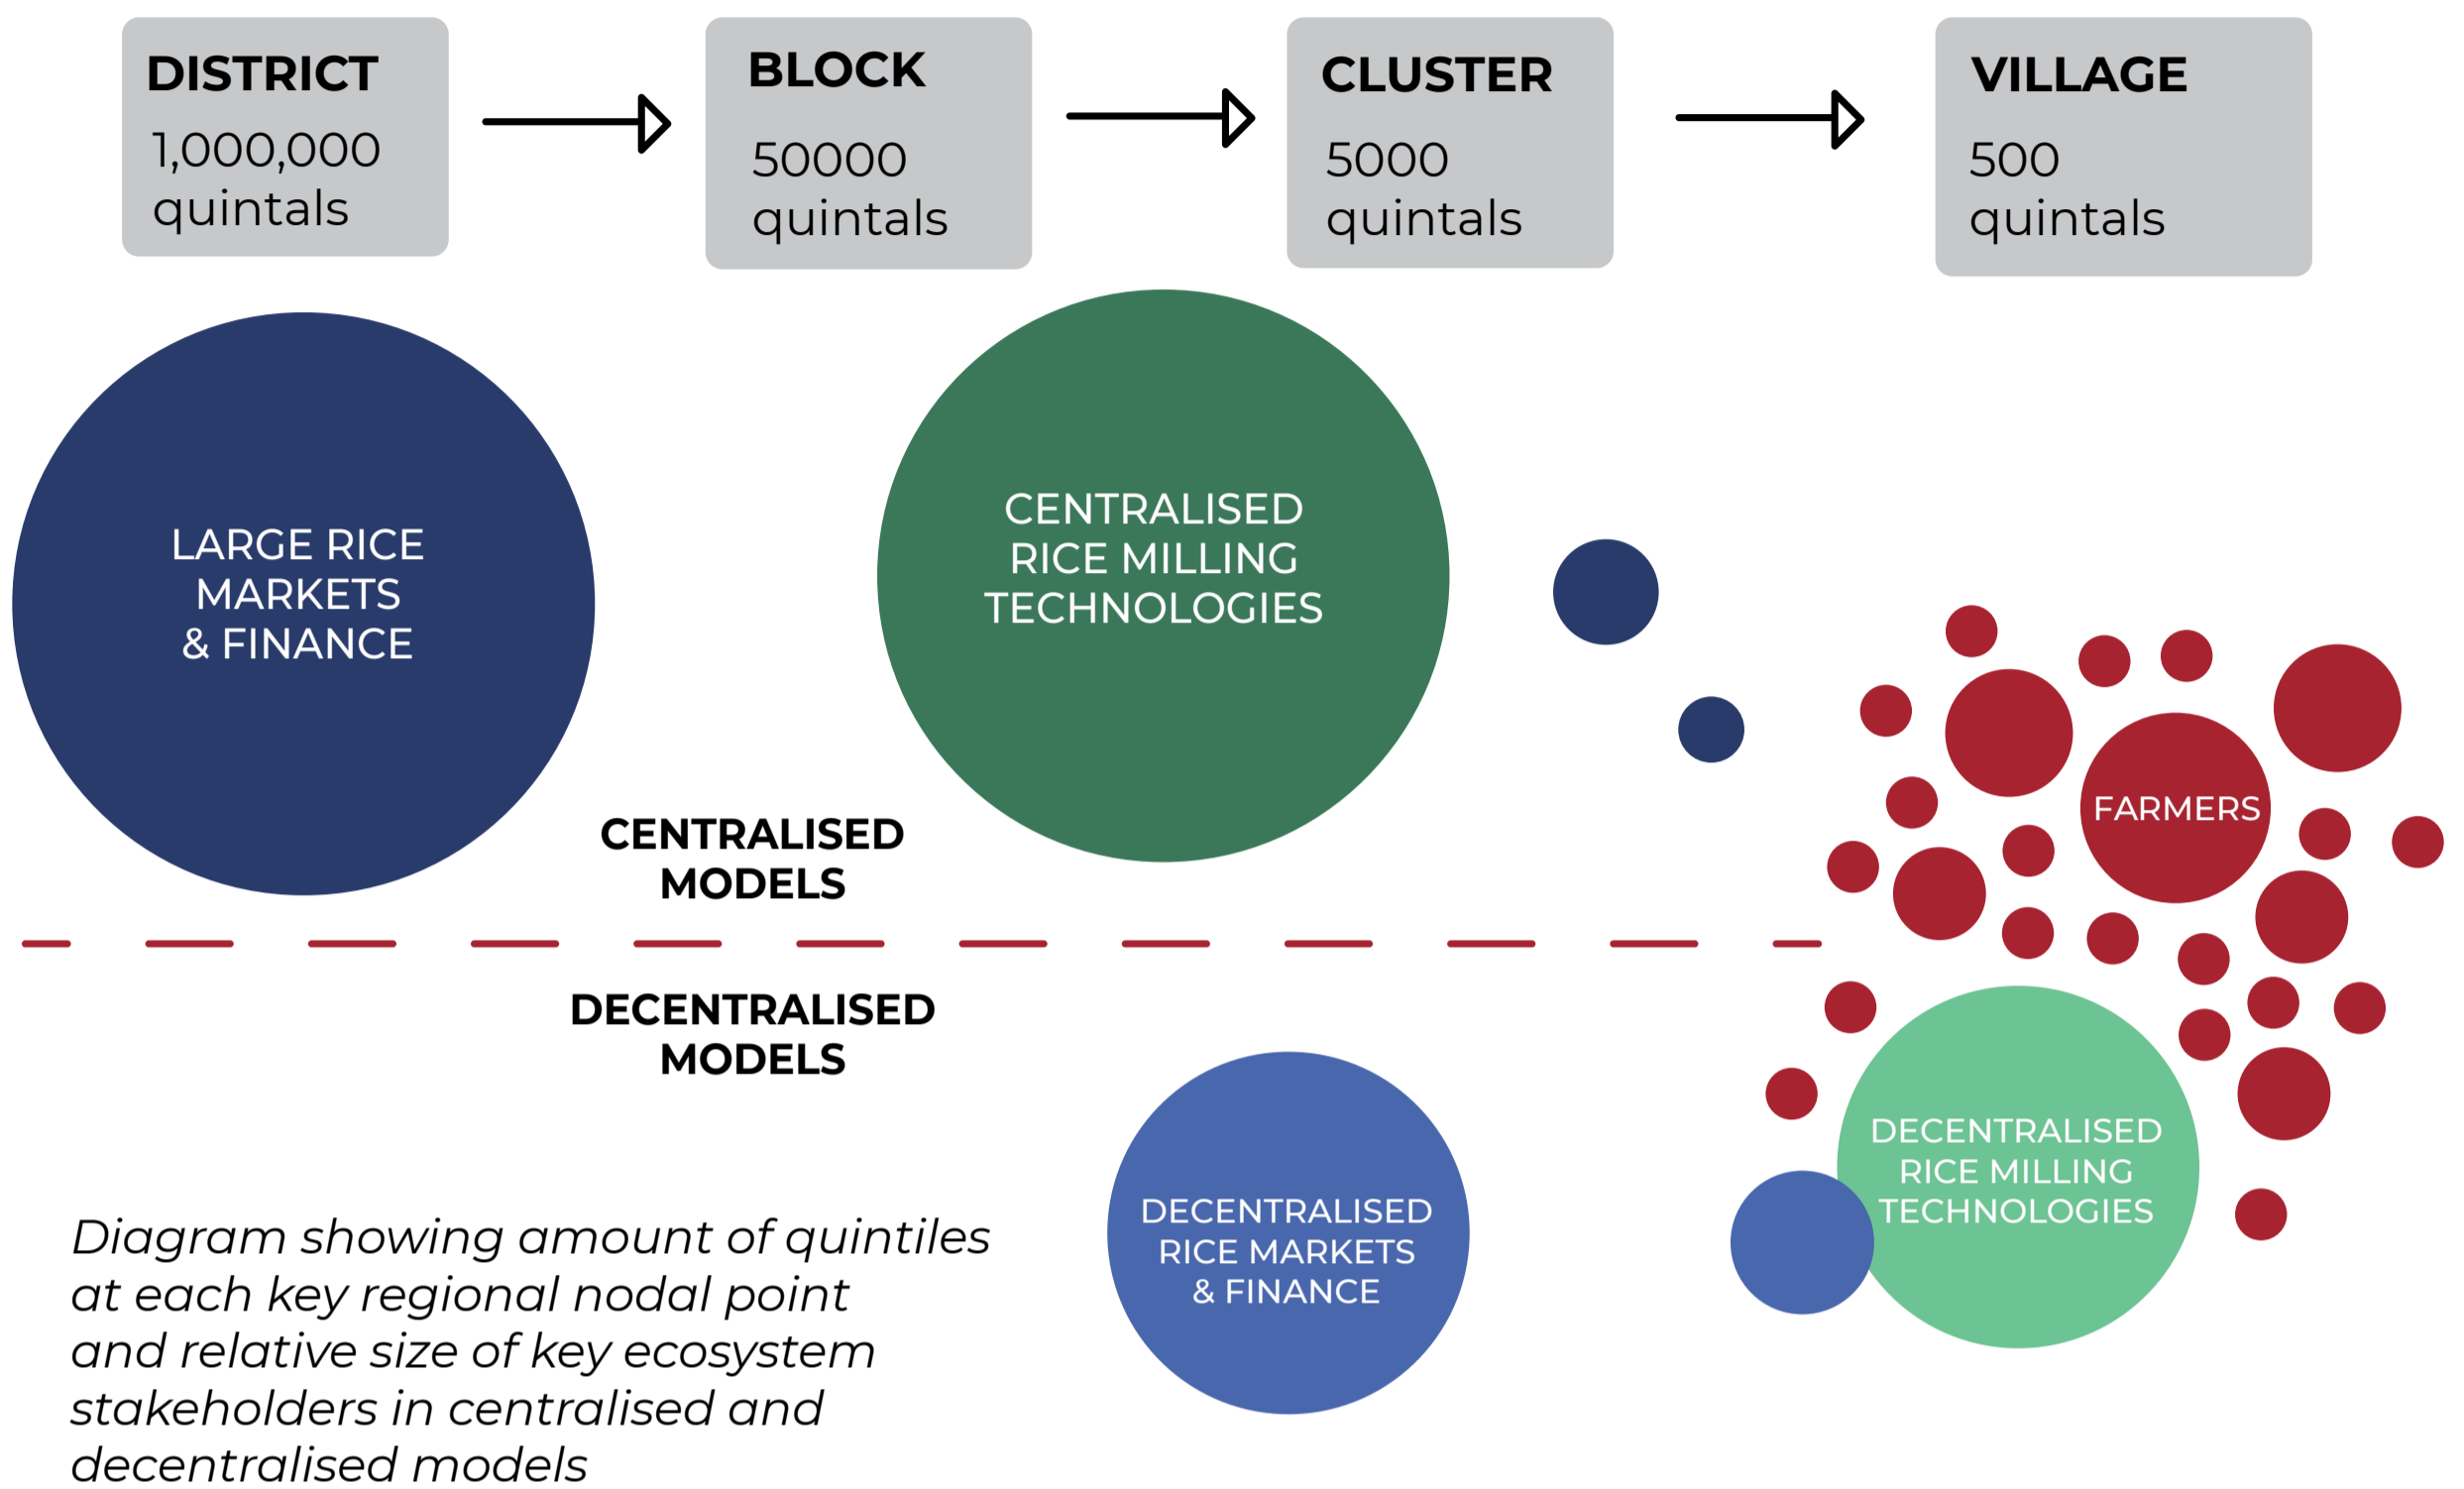 DISTRICT
1,000,000
quintals
BLOCK
50000
quintals
CLUSTER
5000
quintals
VILLAGE
500
quintals
LARGE RICE
MARKETS
& FINANCE
CENTRALISED
RICE MILLING
TECHNOLOGIES
FARMERS
CENTRALISED
MODELS
DECENTRALISED
MODELS
DECENTRALISED
RICE MARKETS
& FINANCE
DECENTRALISED
RICE MILLING
TECHNOLOGIES
Diagram showing amount of quintiles
at each key regional nodal point
and relative size of key ecosystem
stakeholders in centralised and
decentralised models